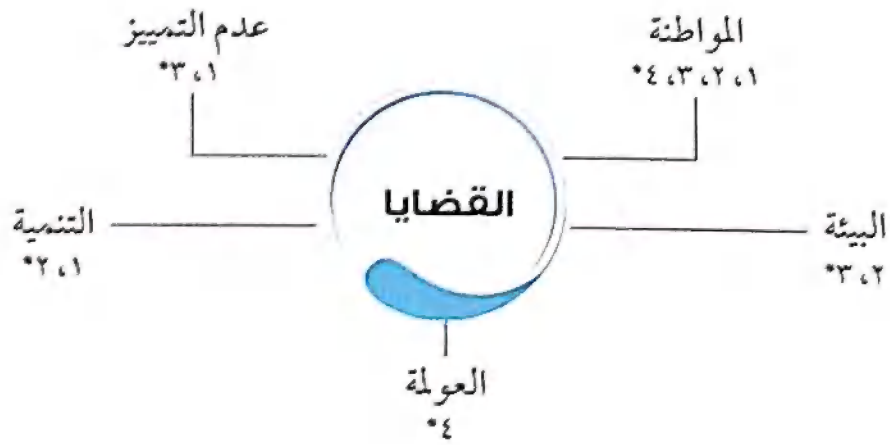 المواطنة
١، ٢، ٣، ٤*
عدم التمييز
١، ٣*
القضايا
البيئة
٢، ٣*
التنمية
١، ٢*
العولمة
٤*